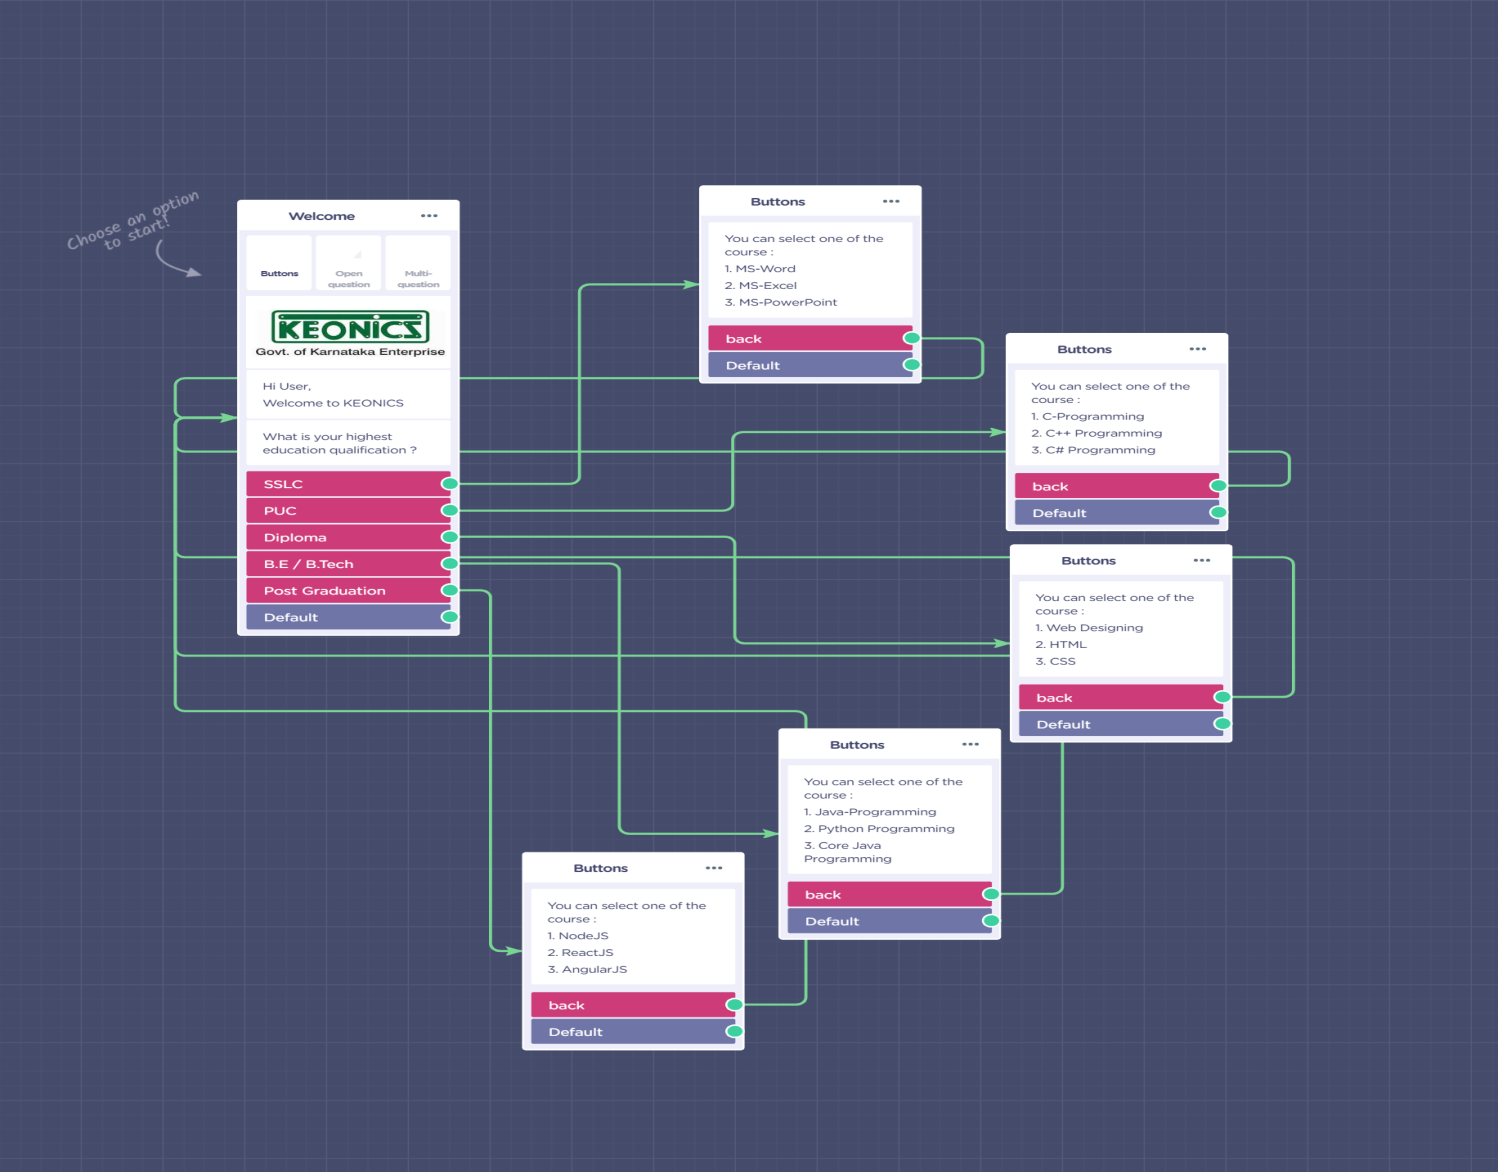 Choose an option
to start!
Welcome
Buttons
Open
question
Multi-
question
KEONICS
Govt. of Karnataka Enterprise
Hi User,
Welcome to KEONICS
What is your highest
education qualification ?
SSLC
PUC
Diploma
B.E / B.Tech
Post Graduation
Default
Buttons
You can select one of the
course :
1. MS-Word
2. MS-Excel
3. MS-PowerPoint
back
Default
Buttons
You can select one of the
course :
1. C-Programming
2. C++ Programming
3. C# Programming
back
Default
Buttons
You can select one of the
course :
1. Web Designing
2. HTML
3. CSS
back
Default
Buttons
You can select one of the
course :
1. Java-Programming
2. Python Programming
3. Core Java
Programming
back
Default
Buttons
You can select one of the
course :
1. NodeJS
2. ReactJS
3. AngularJS
back
Default